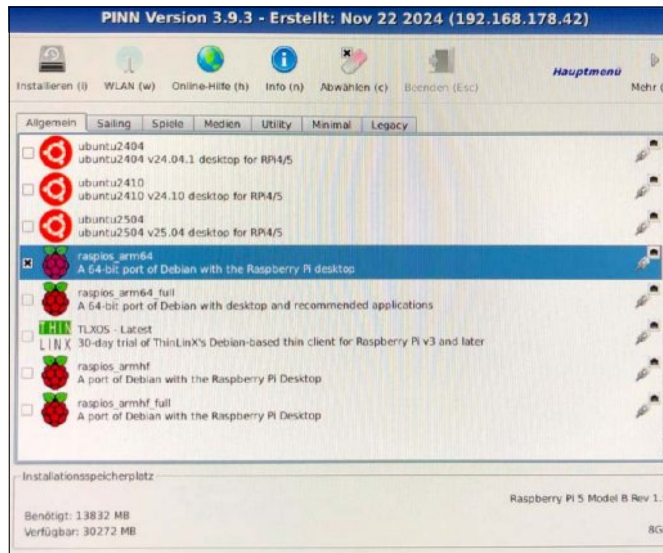 PINN Version 3.9.3 - Erstellt: Nov 22 2024 (192.168.178.42)
Installieren (i) WLAN (w) Online-Hilfe (h) Info (n) Abwählen (c) Beenden (Esc) Hauptmenü Mehr (
Allgemein Sailing Spiele Medien Utility Minimal Legacy
ubuntu2404
ubuntu2404 v24.04.1 desktop for RPi4/5
ubuntu2410
ubuntu2410 v24.10 desktop for RPi4/5
ubuntu2504
ubuntu2504 v25.04 desktop for RPi4/5
raspios_arm64
A 64-bit port of Debian with the Raspberry Pi desktop
raspios_arm64_full
A 64-bit port of Debian with desktop and recommended applications
THIN
LINX
TLXOS - Latest
30-day trial of ThinLinX's Debian-based thin client for Raspberry Pi v3 and later
raspios_armhf
A port of Debian with the Raspberry Pi Desktop
raspios_armhf_full
A port of Debian with the Raspberry Pi Desktop
Installationsspeicherplatz
Raspberry Pi 5 Model B Rev 1.
Benötigt: 13832 MB
Verfügbar: 30272 MB
8G